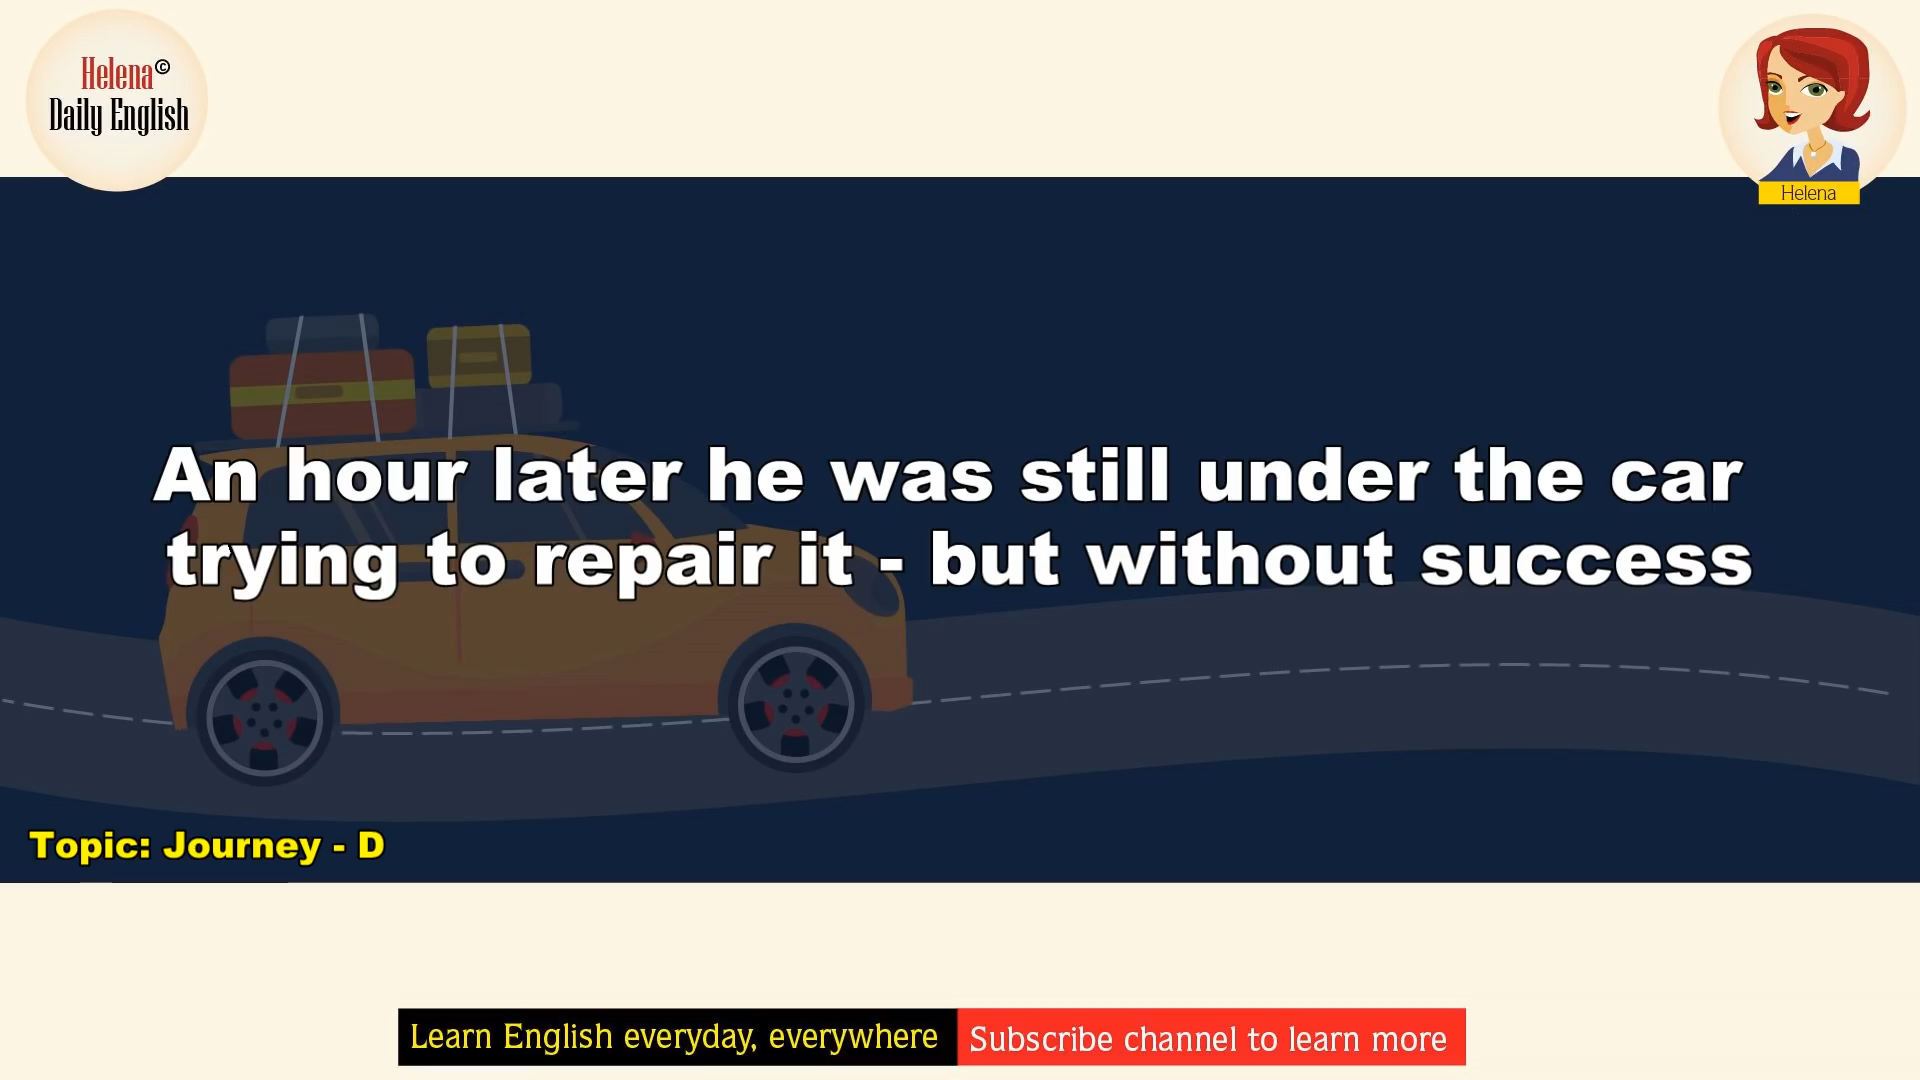 Helena©
Daily English
Helena
An hour later he was still under the car
trying to repair it - but without success
Topic: Journey - D
Learn English everyday, everywhere
Subscribe channel to learn more